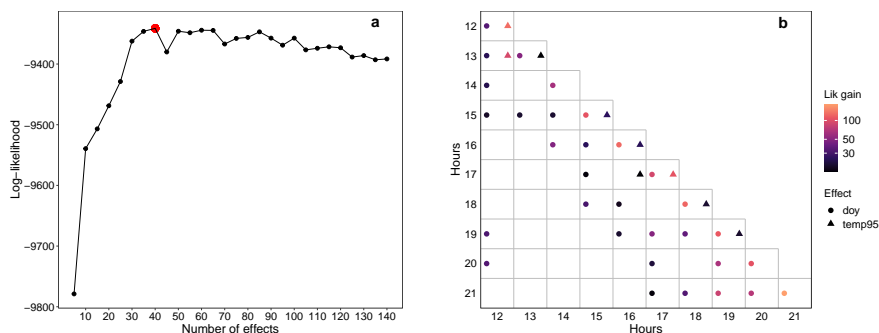 a
Log−likelihood
−9400
−9500
−9600
−9700
−9800
10 20 30 40 50 60 70 80 90 100 110 120 130 140
Number of effects
b
Hours
12
13
14
15
16
17
18
19
20
21
12 13 14 15 16 17 18 19 20 21
Hours
Lik gain
100
50
30
Effect
doy
temp95